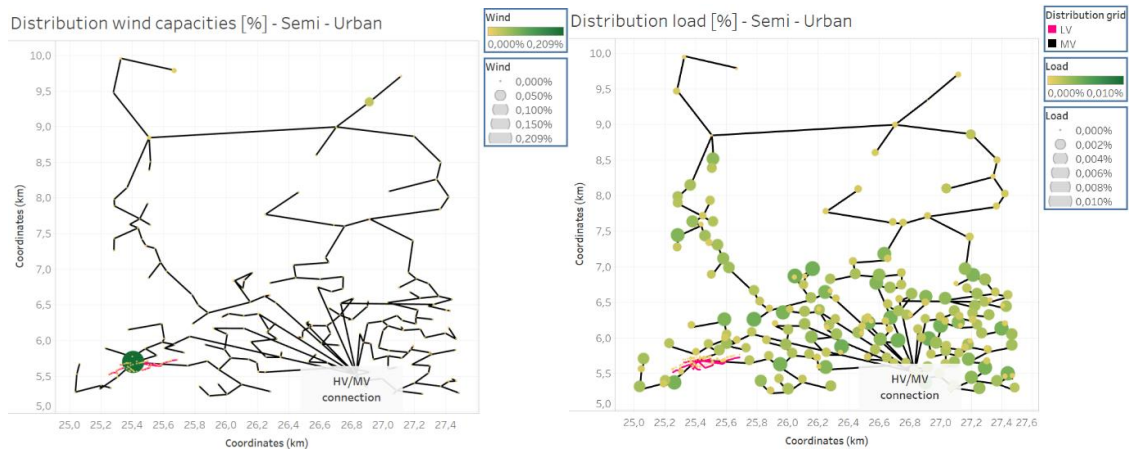 Distribution wind capacities [%] - Semi - Urban
Wind
0,000% 0,209%
Wind
0,000%
0,050%
0,100%
0,150%
0,209%
10,0
9,5
9,0
8,5
8,0
7,5
7,0
6,5
6,0
5,5
5,0
Coordinates (km)
HV/MV
connection
25,0 25,2 25,4 25,6 25,8 26,0 26,2 26,4 26,6 26,8 27,0 27,2 27,4
Coordinates (km)
Distribution load [%] - Semi - Urban
Distribution grid
LV
MV
Load
0,000% 0,010%
Load
0,000%
0,002%
0,004%
0,006%
0,008%
0,010%
10,0
9,5
9,0
8,5
8,0
7,5
7,0
6,5
6,0
5,5
5,0
Coordinates (km)
HV/MV
connection
25,0 25,2 25,4 25,6 25,8 26,0 26,2 26,4 26,6 26,8 27,0 27,2 27,4 27,6
Coordinates (km)